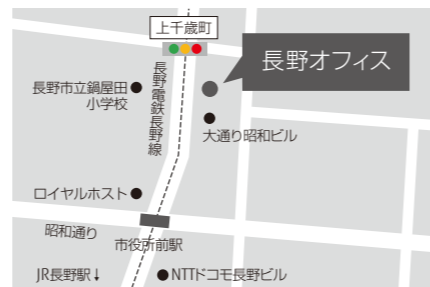 上千歳町
長野オフィス
長野市立鍋屋田
小学校
長野電鉄長野線
大通り昭和ビル
ロイヤルホスト
昭和通り
市役所前駅
JR長野駅↓
NTTドコモ長野ビル